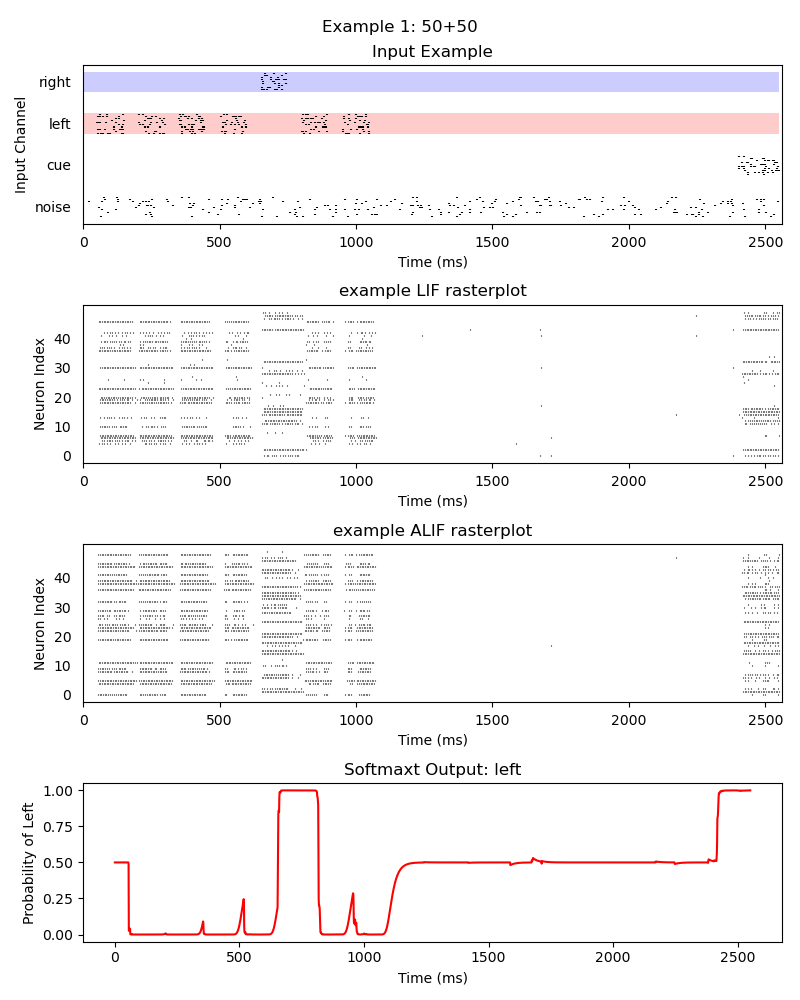 Example 1: 50+50
Input Example
right
left
cue
noise
Input Channel
0 500 1000 1500 2000 2500
Time (ms)
example LIF rasterplot
40
30
20
10
0
Neuron Index
0 500 1000 1500 2000 2500
Time (ms)
example ALIF rasterplot
40
30
20
10
0
Neuron Index
0 500 1000 1500 2000 2500
Time (ms)
Softmaxt Output: left
1.00
0.75
0.50
0.25
0.00
Probability of Left
0 500 1000 1500 2000 2500
Time (ms)